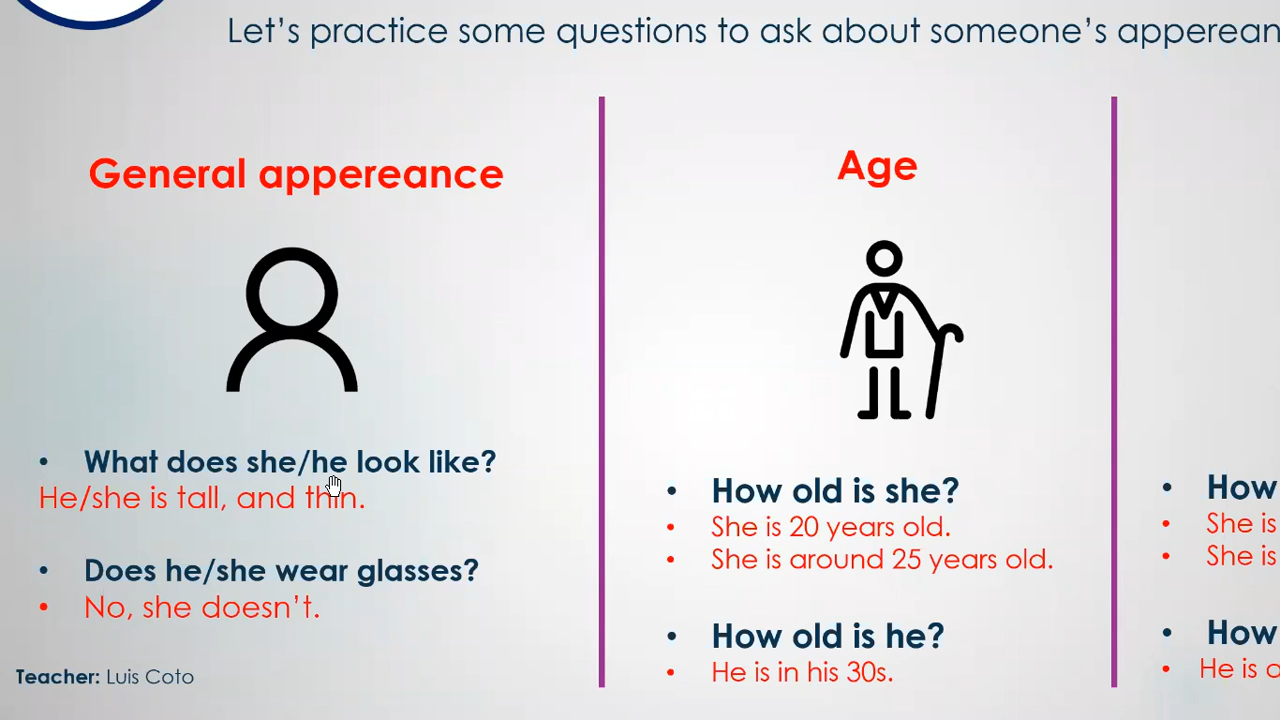 Let's practice some questions to ask about someone's
General appereance
• What does she/he look like?
He/she is tall, and thin.
• Does he/she wear glasses?
• No, she doesn't.
Teacher: Luis Coto
Age
• How old is she?
• She is 20 years old.
• She is around 25 years old.
• How old is he?
• He is in his 30s.
• How
• She is
• She is
• How
• He is